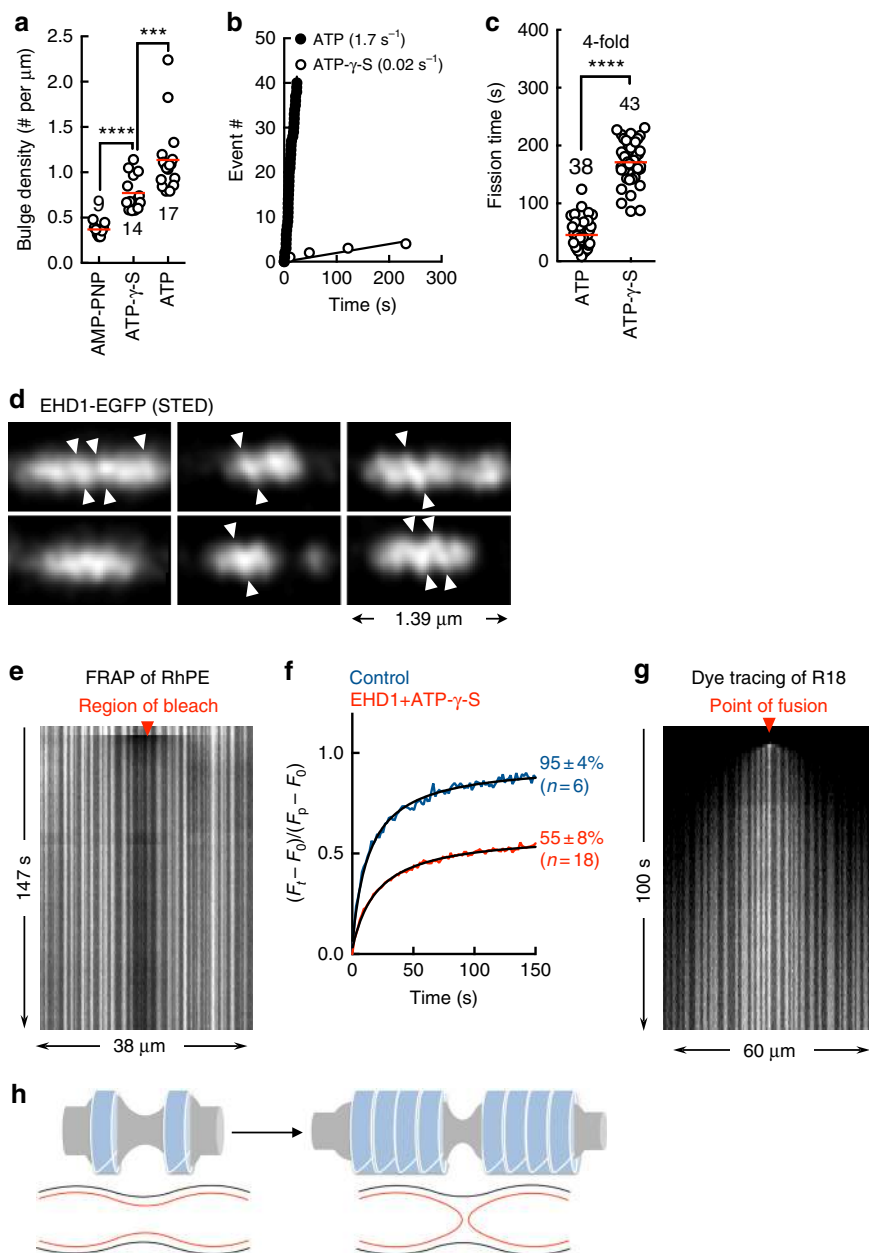 a
***
****
Bulge density (# per μm)
2.5
2.0
1.5
1.0
0.5
0.0
9
14
17
AMP-PNP
ATP-γ-S
ATP
b
ATP (1.7 s⁻¹)
ATP-γ-S (0.02 s⁻¹)
Event #
50
40
30
20
10
0
0
100
200
300
Time (s)
c
4-fold
****
Fission time (s)
400
300
200
100
0
38
43
ATP
ATP-γ-S
d
EHD1-EGFP (STED)
1.39 μm
e
FRAP of RhPE
Region of bleach
147 s
38 μm
f
Control
EHD1+ATP-γ-S
(Ft – F0)/(Fp – F0)
1.0
0.5
0.0
95 ± 4%
(n = 6)
55 ± 8%
(n = 18)
0
50
100
150
Time (s)
g
Dye tracing of R18
Point of fusion
100 s
60 μm
h